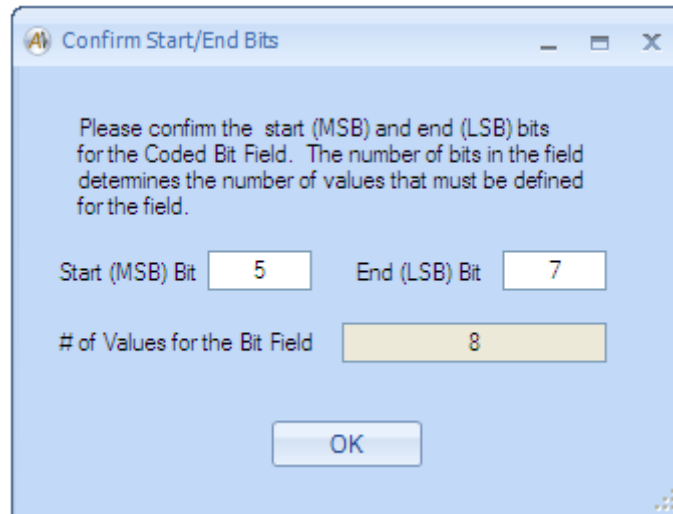 Confirm Start/End Bits
Please confirm the start (MSB) and end (LSB) bits
for the Coded Bit Field. The number of bits in the field
determines the number of values that must be defined
for the field.
Start (MSB) Bit 5 End (LSB) Bit 7
# of Values for the Bit Field 8
OK